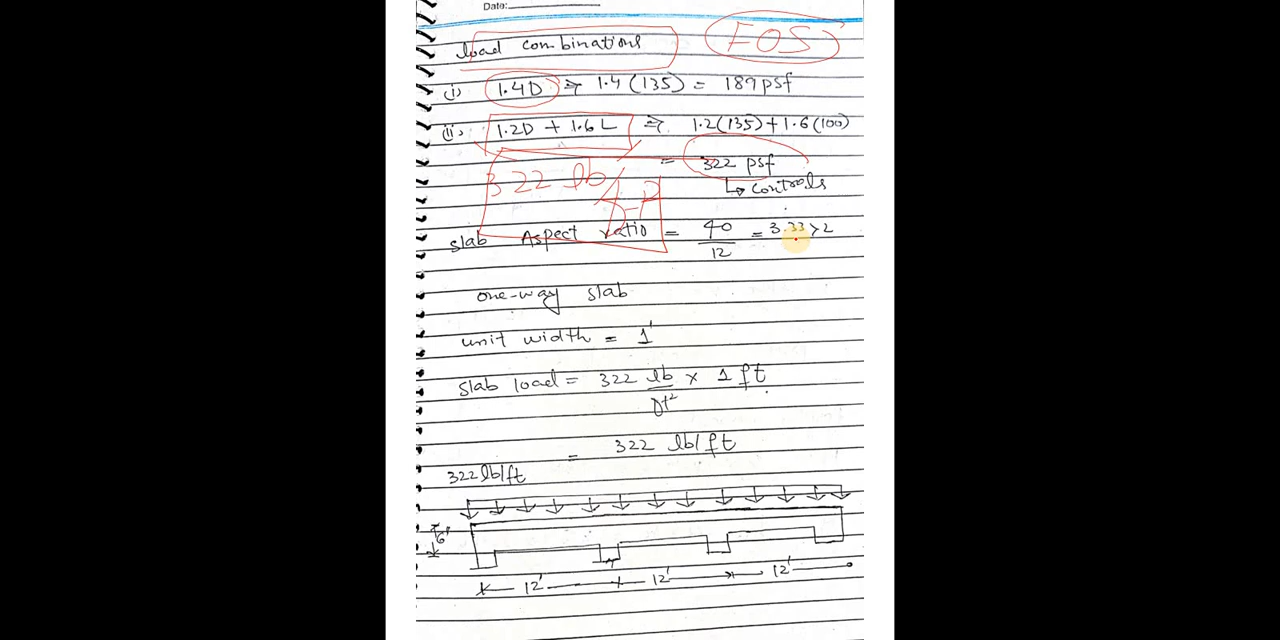 Date:
load combinations
FOS
(i) 1.4D ⇒ 1.4 (135) = 189 psf
(ii). 1.2D + 1.6 L ⇒ 1.2(135) + 1.6 (100)
= 322 psf
↳ controls
322 lb/
slab Aspect ratio = 40/12 = 3.33 > 2
one-way slab
unit width = 1'
slab load = 322 lb/ft² × 1 ft
= 322 lb/ft
322 lb/ft
6"
12' 12' 12'